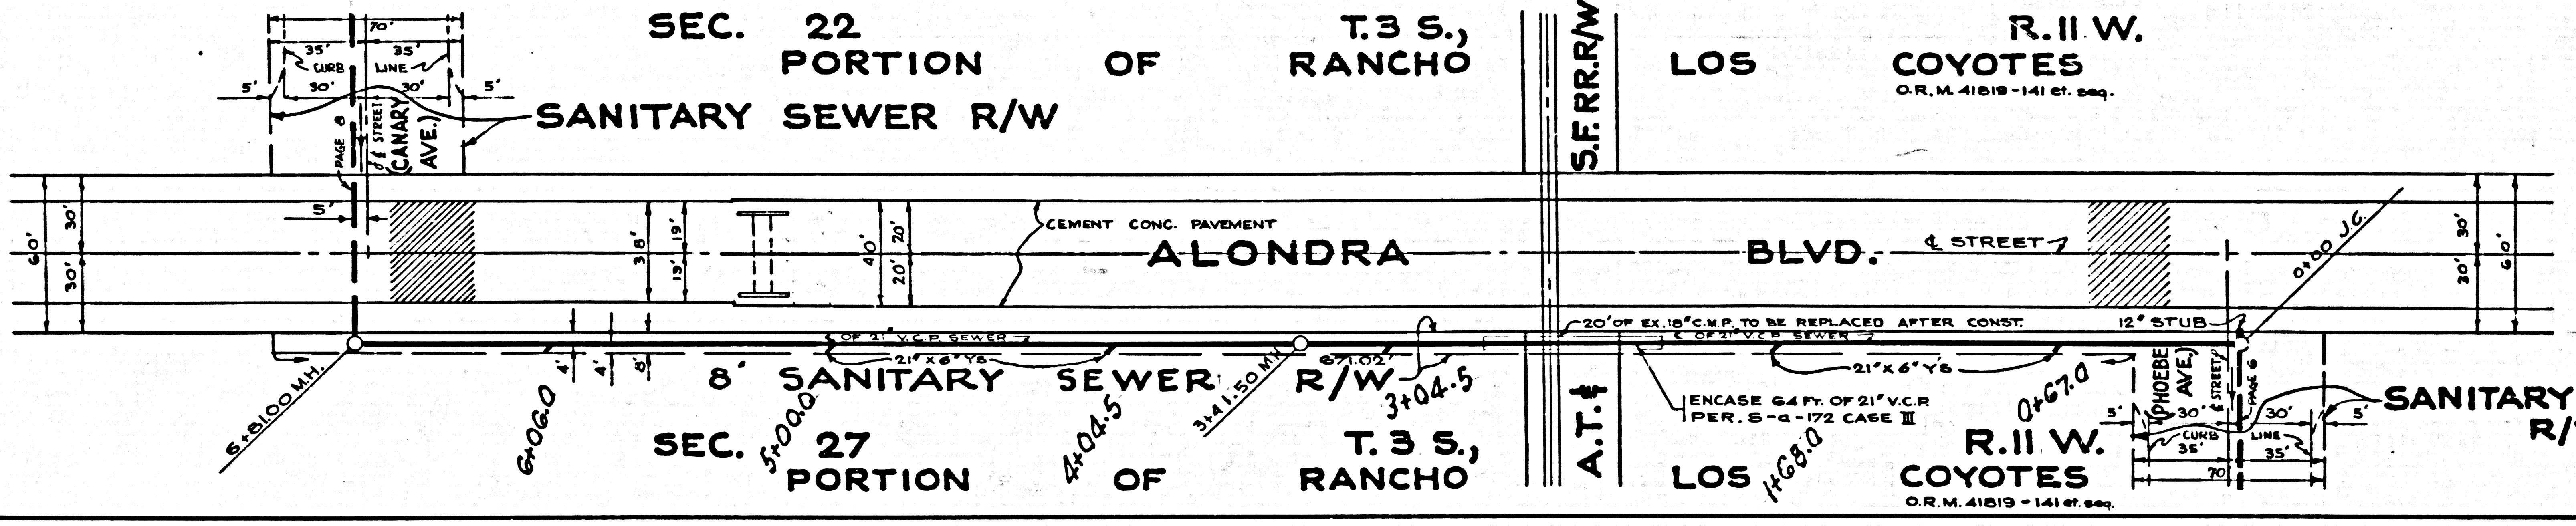 SEC. 22 T. 3 S., R. 11 W.
PORTION OF RANCHO LOS COYOTES
O.R.M. 41819-141 et. seq.
S.F. RR. R/W
70'
35' 35'
CURB LINE
5' 30' 30' 5'
SANITARY SEWER R/W
PAGE 8
℄ STREET
(CANARY AVE.)
5'
60' 30' 30'
38' 19' 19'
40' 20' 20'
CEMENT CONC. PAVEMENT
ALONDRA BLVD.
℄ STREET
0+00 J.C.
30' 60'
20' OF EX. 18" C.M.P. TO BE REPLACED AFTER CONST.
12" STUB
℄ OF 21" V.C.P. SEWER
℄ OF 21" V.C.P. SEWER
21" X 6" YS
671.02'
21" X 6" YS
4' 4' 8'
8' SANITARY SEWER R/W
6+81.00 M.H.
6+06.0
5+00.0
4+04.5
3+41.50 M.H.
3+04.5
1+68.0
0+67.0
ENCASE 64 FT. OF 21" V.C.P.
PER. S-a-172 CASE III
A.T. &
(PHOEBE AVE.)
℄ STREET
PAGE 6
5' 30' 30' 5'
CURB LINE
35' 35'
70'
SANITARY
R/
SEC. 27 T. 3 S., R. 11 W.
PORTION OF RANCHO LOS COYOTES
O.R.M. 41819-141 et. seq.